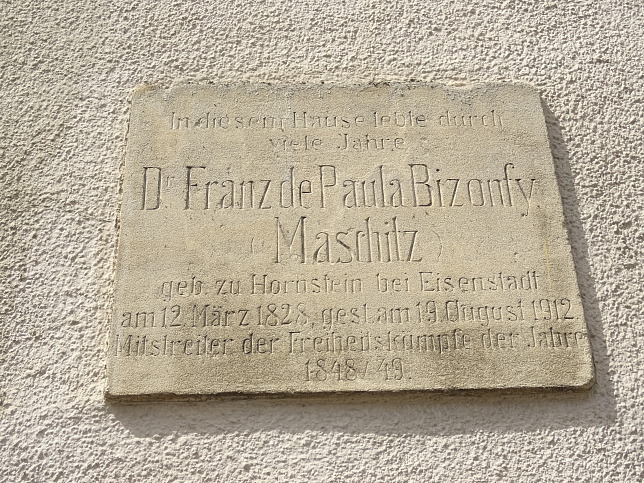 In diesem Hause lebte durch
viele Jahre
Dr. Franz de Paula Bizonfy
(Maschitz)
geb. zu Hornstein bei Eisenstadt
am 12. März 1828, gest. am 19. August 1912.
Mitstreiter der Freiheitskämpfe der Jahre
1848/49.